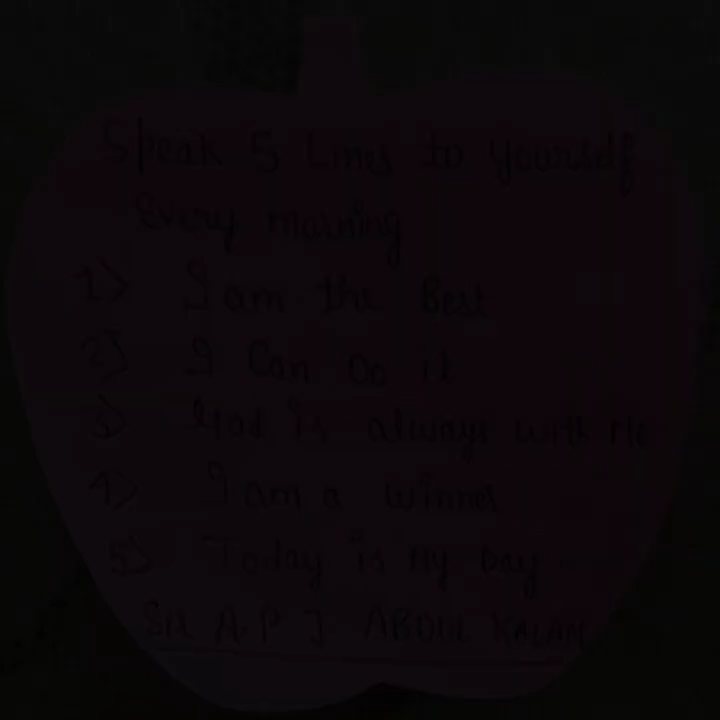 Speak 5 Lines to yourself
Every morning
1) I am the Best
2) I Can Do it
3) God is always with Me
4) I am a winner
5) Today is My Day
SIR A.P.J. ABDUL KALAM